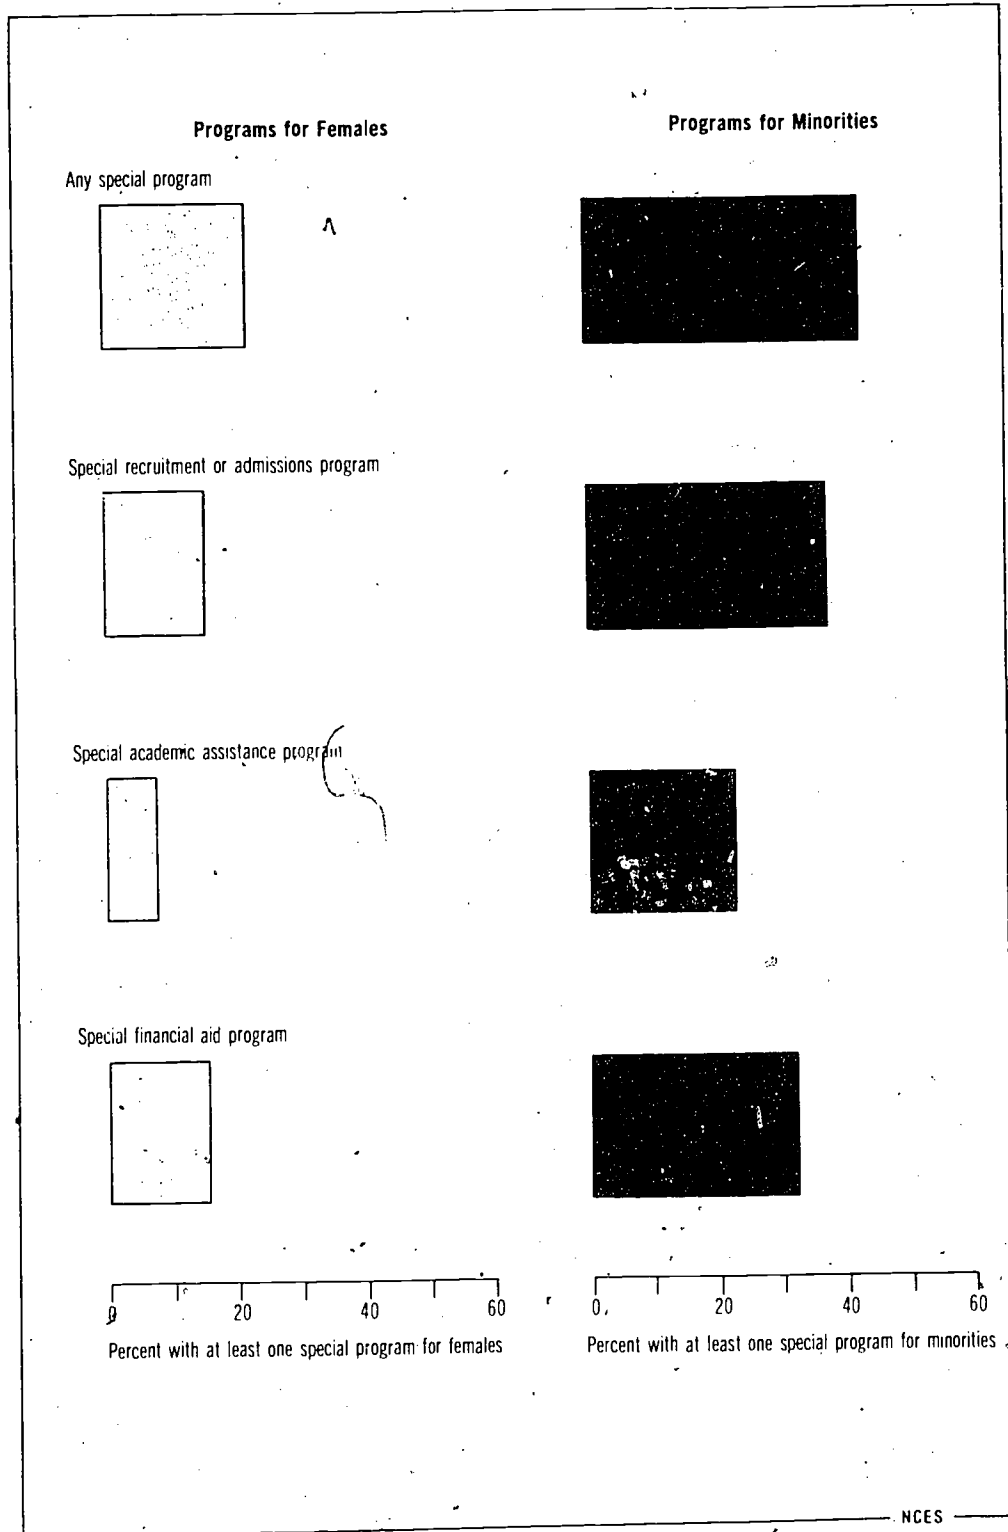 Programs for Females
Programs for Minorities
Any special program
Special recruitment or admissions program
Special academic assistance program
Special financial aid program
0 20 40 60
0 20 40 60
Percent with at least one special program for females
Percent with at least one special program for minorities
NCES